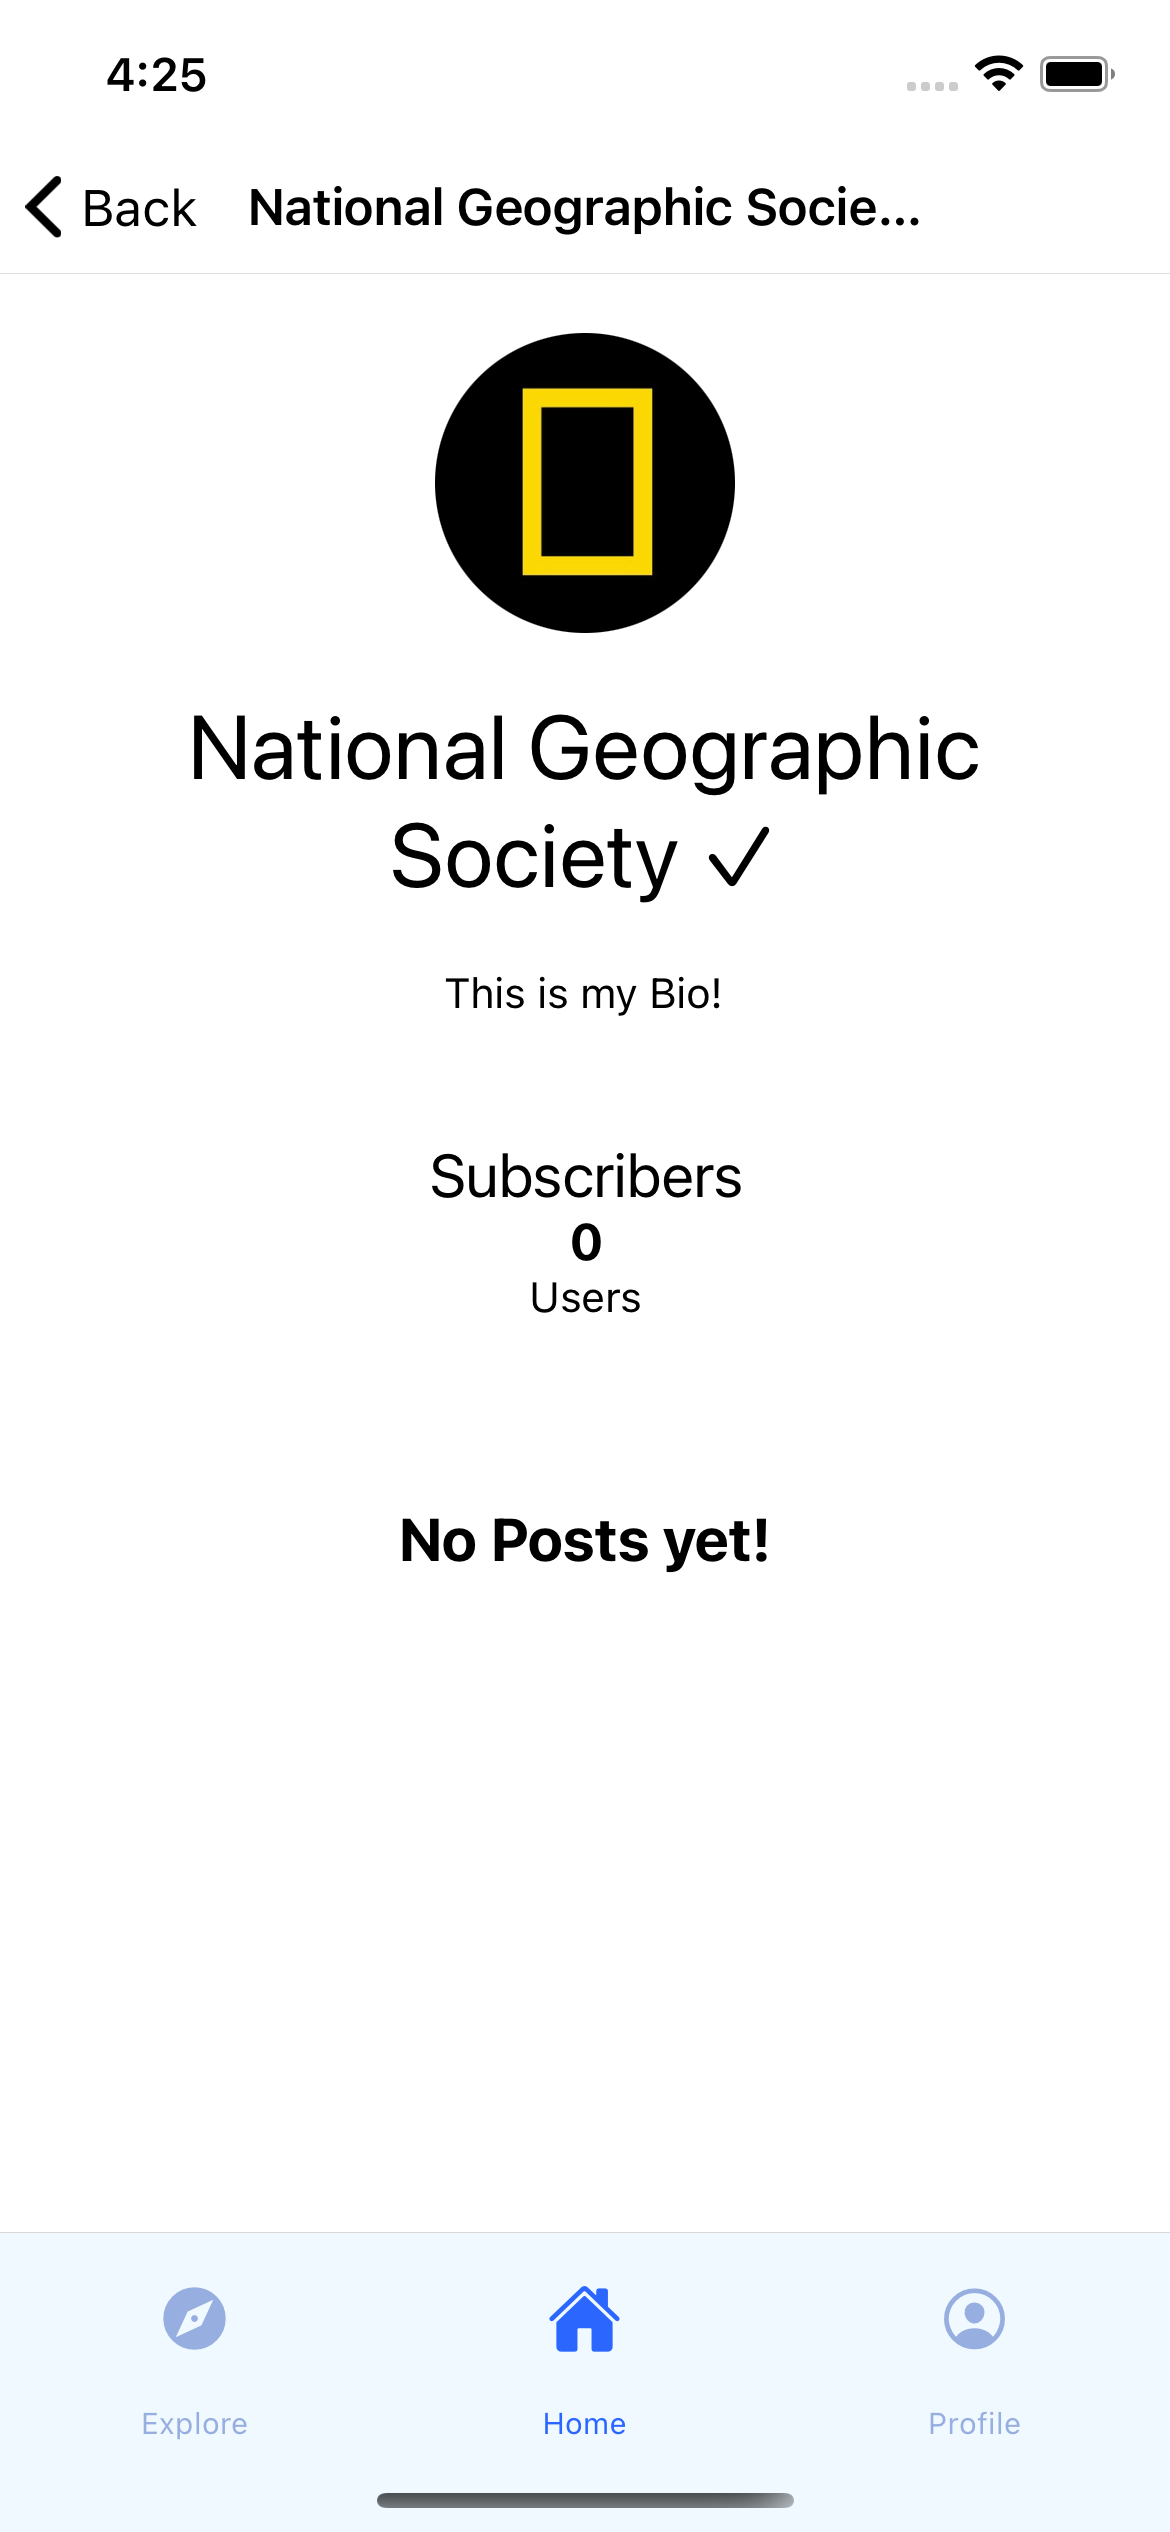 4:25
Back National Geographic Socie...
National Geographic
Society ✓
This is my Bio!
Subscribers
0
Users
No Posts yet!
Explore Home Profile